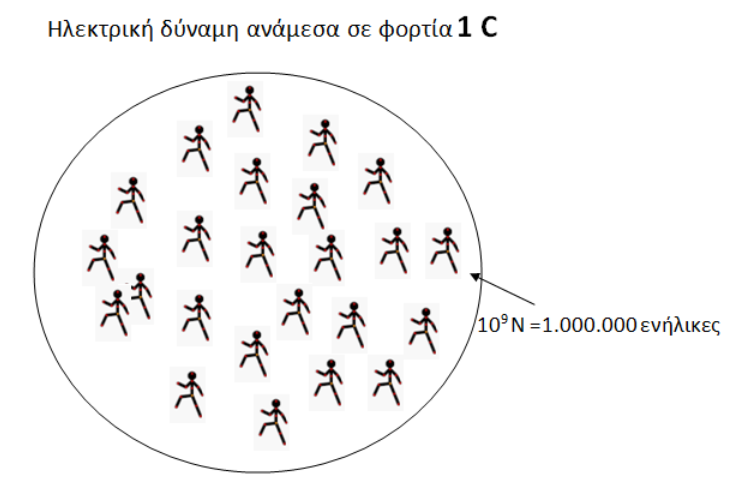 Ηλεκτρική δύναμη ανάμεσα σε φορτία 1 C
10⁹ N =1.000.000 ενήλικες